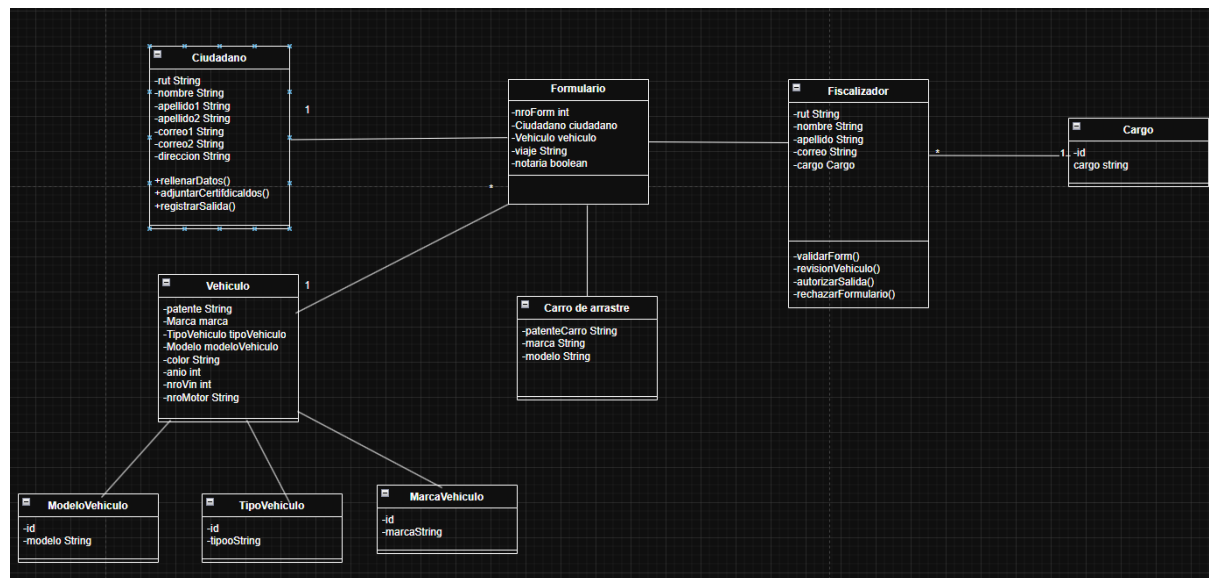 Ciudadano
-rut String
-nombre String
-apellido1 String
-apellido2 String
-correo1 String
-correo2 String
-direccion String
+rellenarDatos()
+adjuntarCertifdicaldos()
+registrarSalida()
1
*
Formulario
-nroForm int
-Ciudadano ciudadano
-Vehiculo vehiculo
-viaje String
-notaria boolean
Fiscalizador
-rut String
-nombre String
-apellido String
-correo String
-cargo Cargo
-validarForm()
-revisionVehiculo()
-autorizarSalida()
-rechazarFormulario()
*
1
Cargo
-id
cargo string
Vehiculo
-patente String
-Marca marca
-TipoVehiculo tipoVehiculo
-Modelo modeloVehiculo
-color String
-anio int
-nroVin int
-nroMotor String
1
Carro de arrastre
-patenteCarro String
-marca String
-modelo String
ModeloVehiculo
-id
-modelo String
TipoVehiculo
-id
-tipooString
MarcaVehiculo
-id
-marcaString